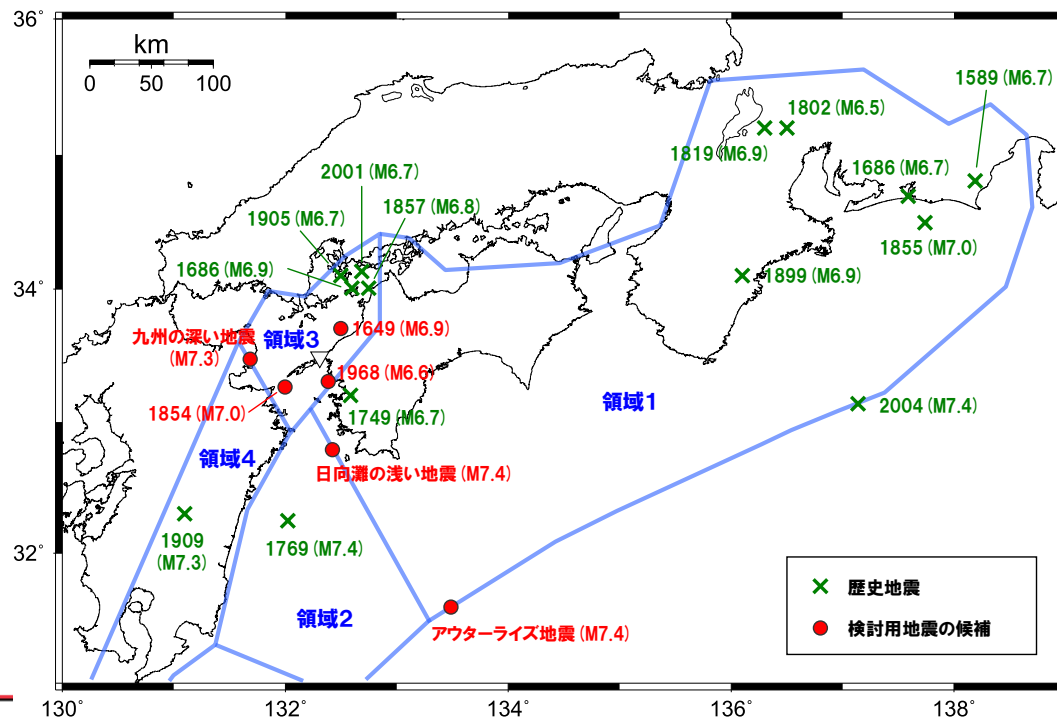 36°
km
0 50 100
1589 (M6.7)
1802 (M6.5)
1819 (M6.9)
2001 (M6.7)
1686 (M6.7)
1857 (M6.8)
1905 (M6.7)
1855 (M7.0)
1686 (M6.9)
1899 (M6.9)
34°
九州の深い地震
(M7.3)
領域3
1649 (M6.9)
1968 (M6.6)
1854 (M7.0)
1749 (M6.7)
領域1
2004 (M7.4)
領域4
日向灘の浅い地震 (M7.4)
1909
(M7.3)
1769 (M7.4)
32°
歴史地震
領域2
検討用地震の候補
アウターライズ地震 (M7.4)
130° 132° 134° 136° 138°